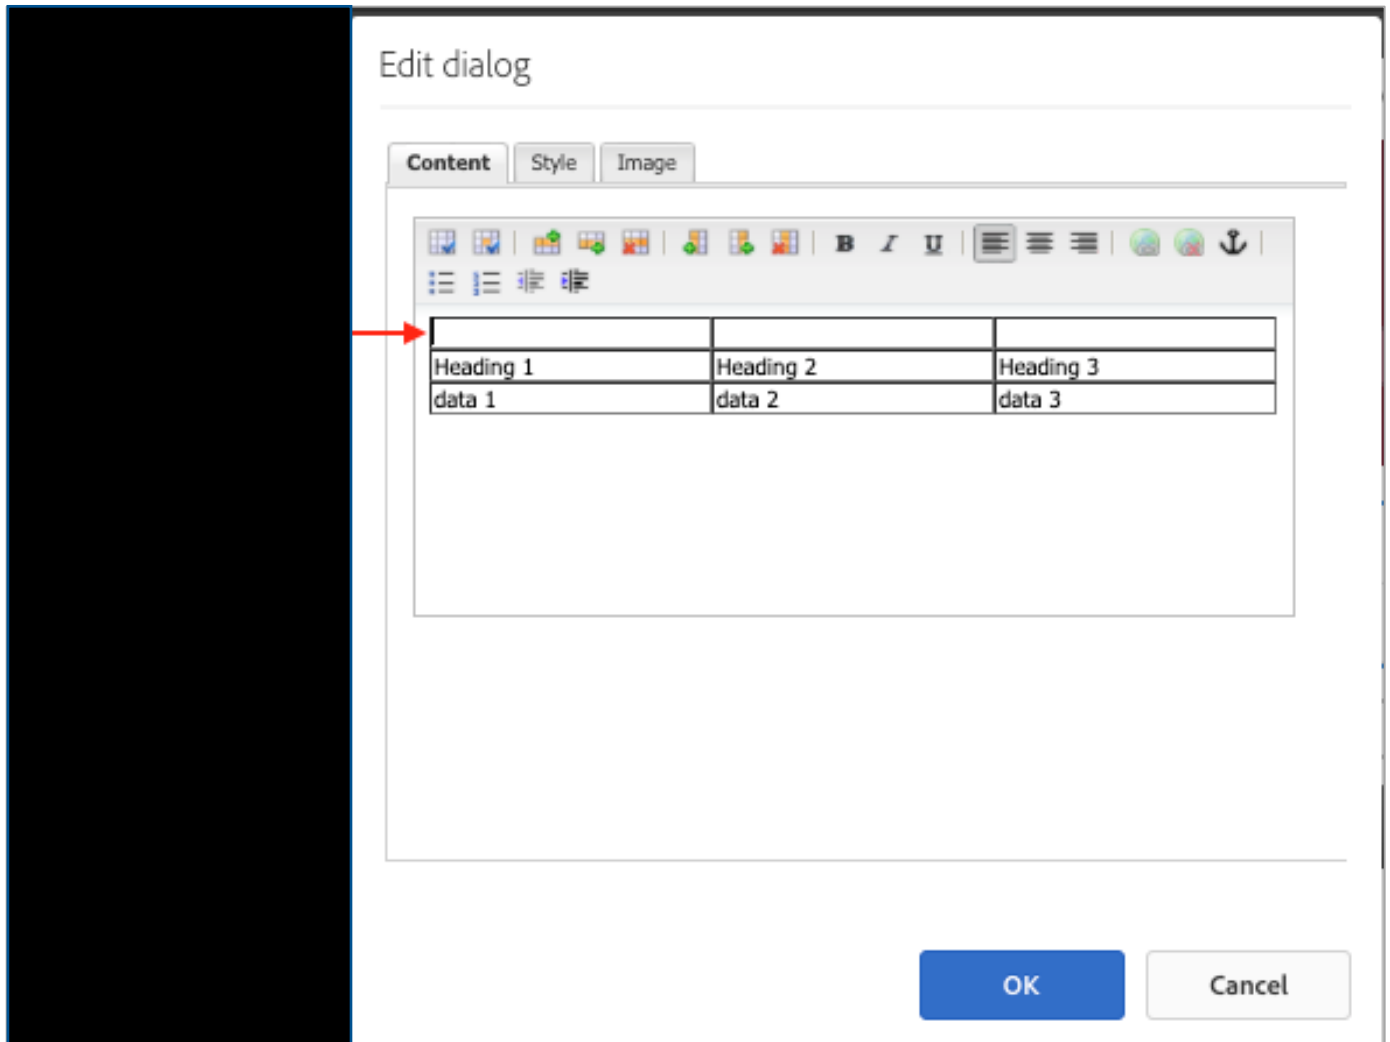 Edit dialog
Content Style Image
B I U
Heading 1 Heading 2 Heading 3
data 1 data 2 data 3
OK Cancel